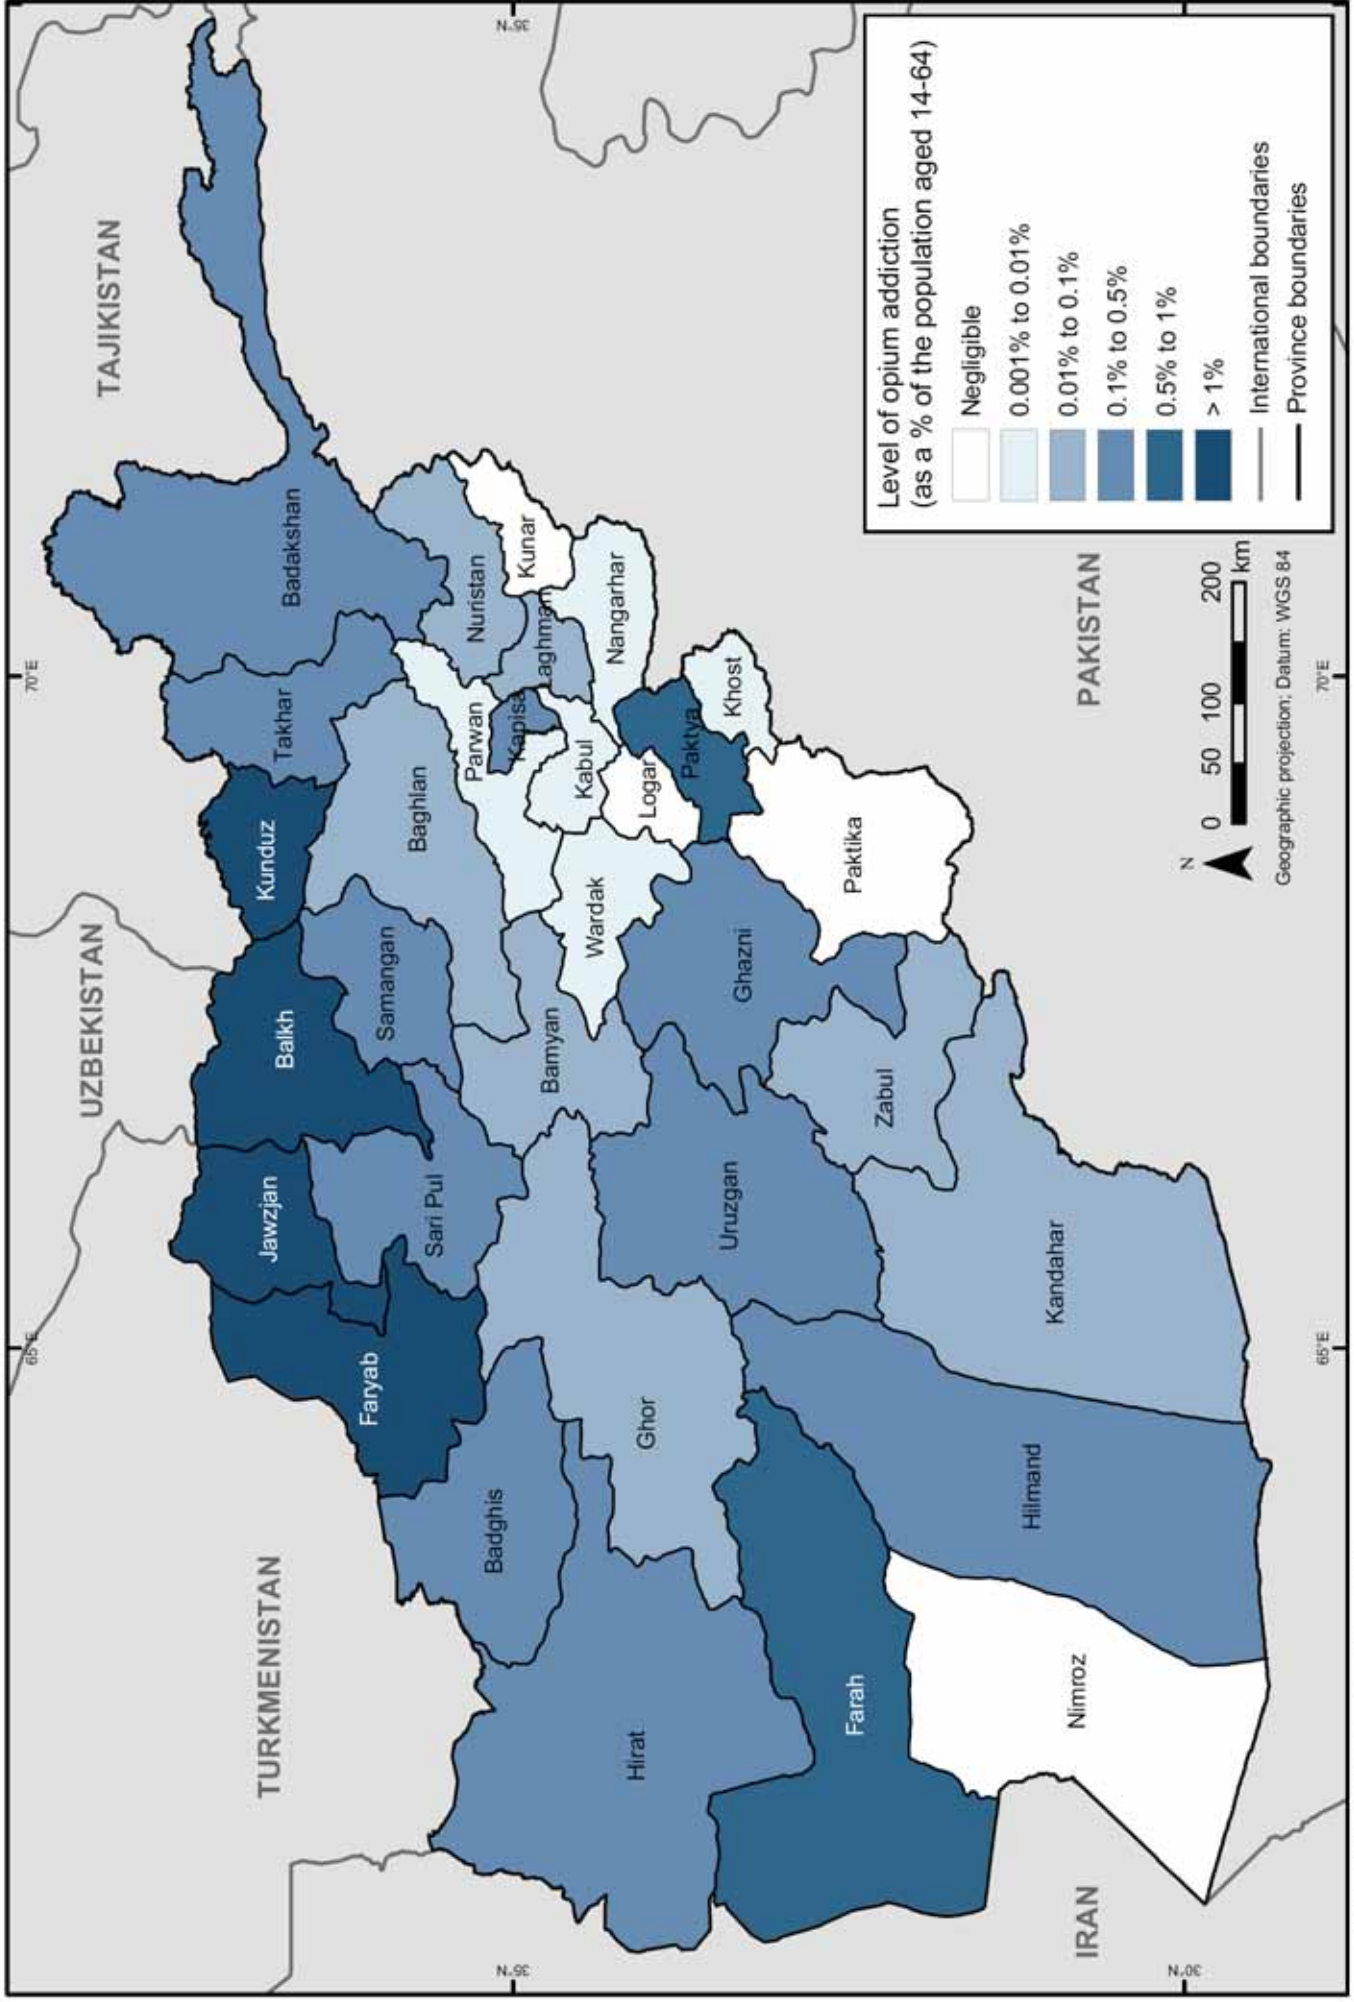 70°E
65°E
35°N
35°N
30°N
70°E
65°E
TAJIKISTAN
UZBEKISTAN
TURKMENISTAN
PAKISTAN
IRAN
Badakshan
Takhar
Kunduz
Balkh
Jawzjan
Faryab
Samangan
Sari Pul
Baghlan
Badghis
Nuristan
Kunar
Laghman
Kapisa
Parwan
Nangarhar
Kabul
Bamyan
Wardak
Logar
Paktya
Khost
Ghor
Hirat
Ghazni
Uruzgan
Paktika
Zabul
Farah
Kandahar
Hilmand
Nimroz
Level of opium addiction
(as a % of the population aged 14-64)
Negligible
0.001% to 0.01%
0.01% to 0.1%
0.1% to 0.5%
0.5% to 1%
> 1%
International boundaries
Province boundaries
N
0 50 100 200
km
Geographic projection; Datum: WGS 84